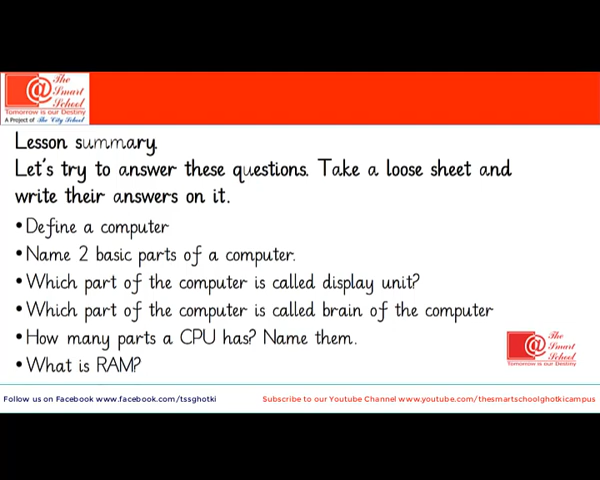 The
Smart
School
Tomorrow is our Destiny
A Project of The City School
Lesson summary.
Let's try to answer these questions. Take a loose sheet and
write their answers on it.
• Define a computer
• Name 2 basic parts of a computer.
• Which part of the computer is called display unit?
• Which part of the computer is called brain of the computer
• How many parts a CPU has? Name them.
• What is RAM?
The
Smart
School
Tomorrow is our Destiny
Follow us on Facebook www.facebook.com/tssghotki
Subscribe to our Youtube Channel www.youtube.com/thesmartschoolghotkicampus